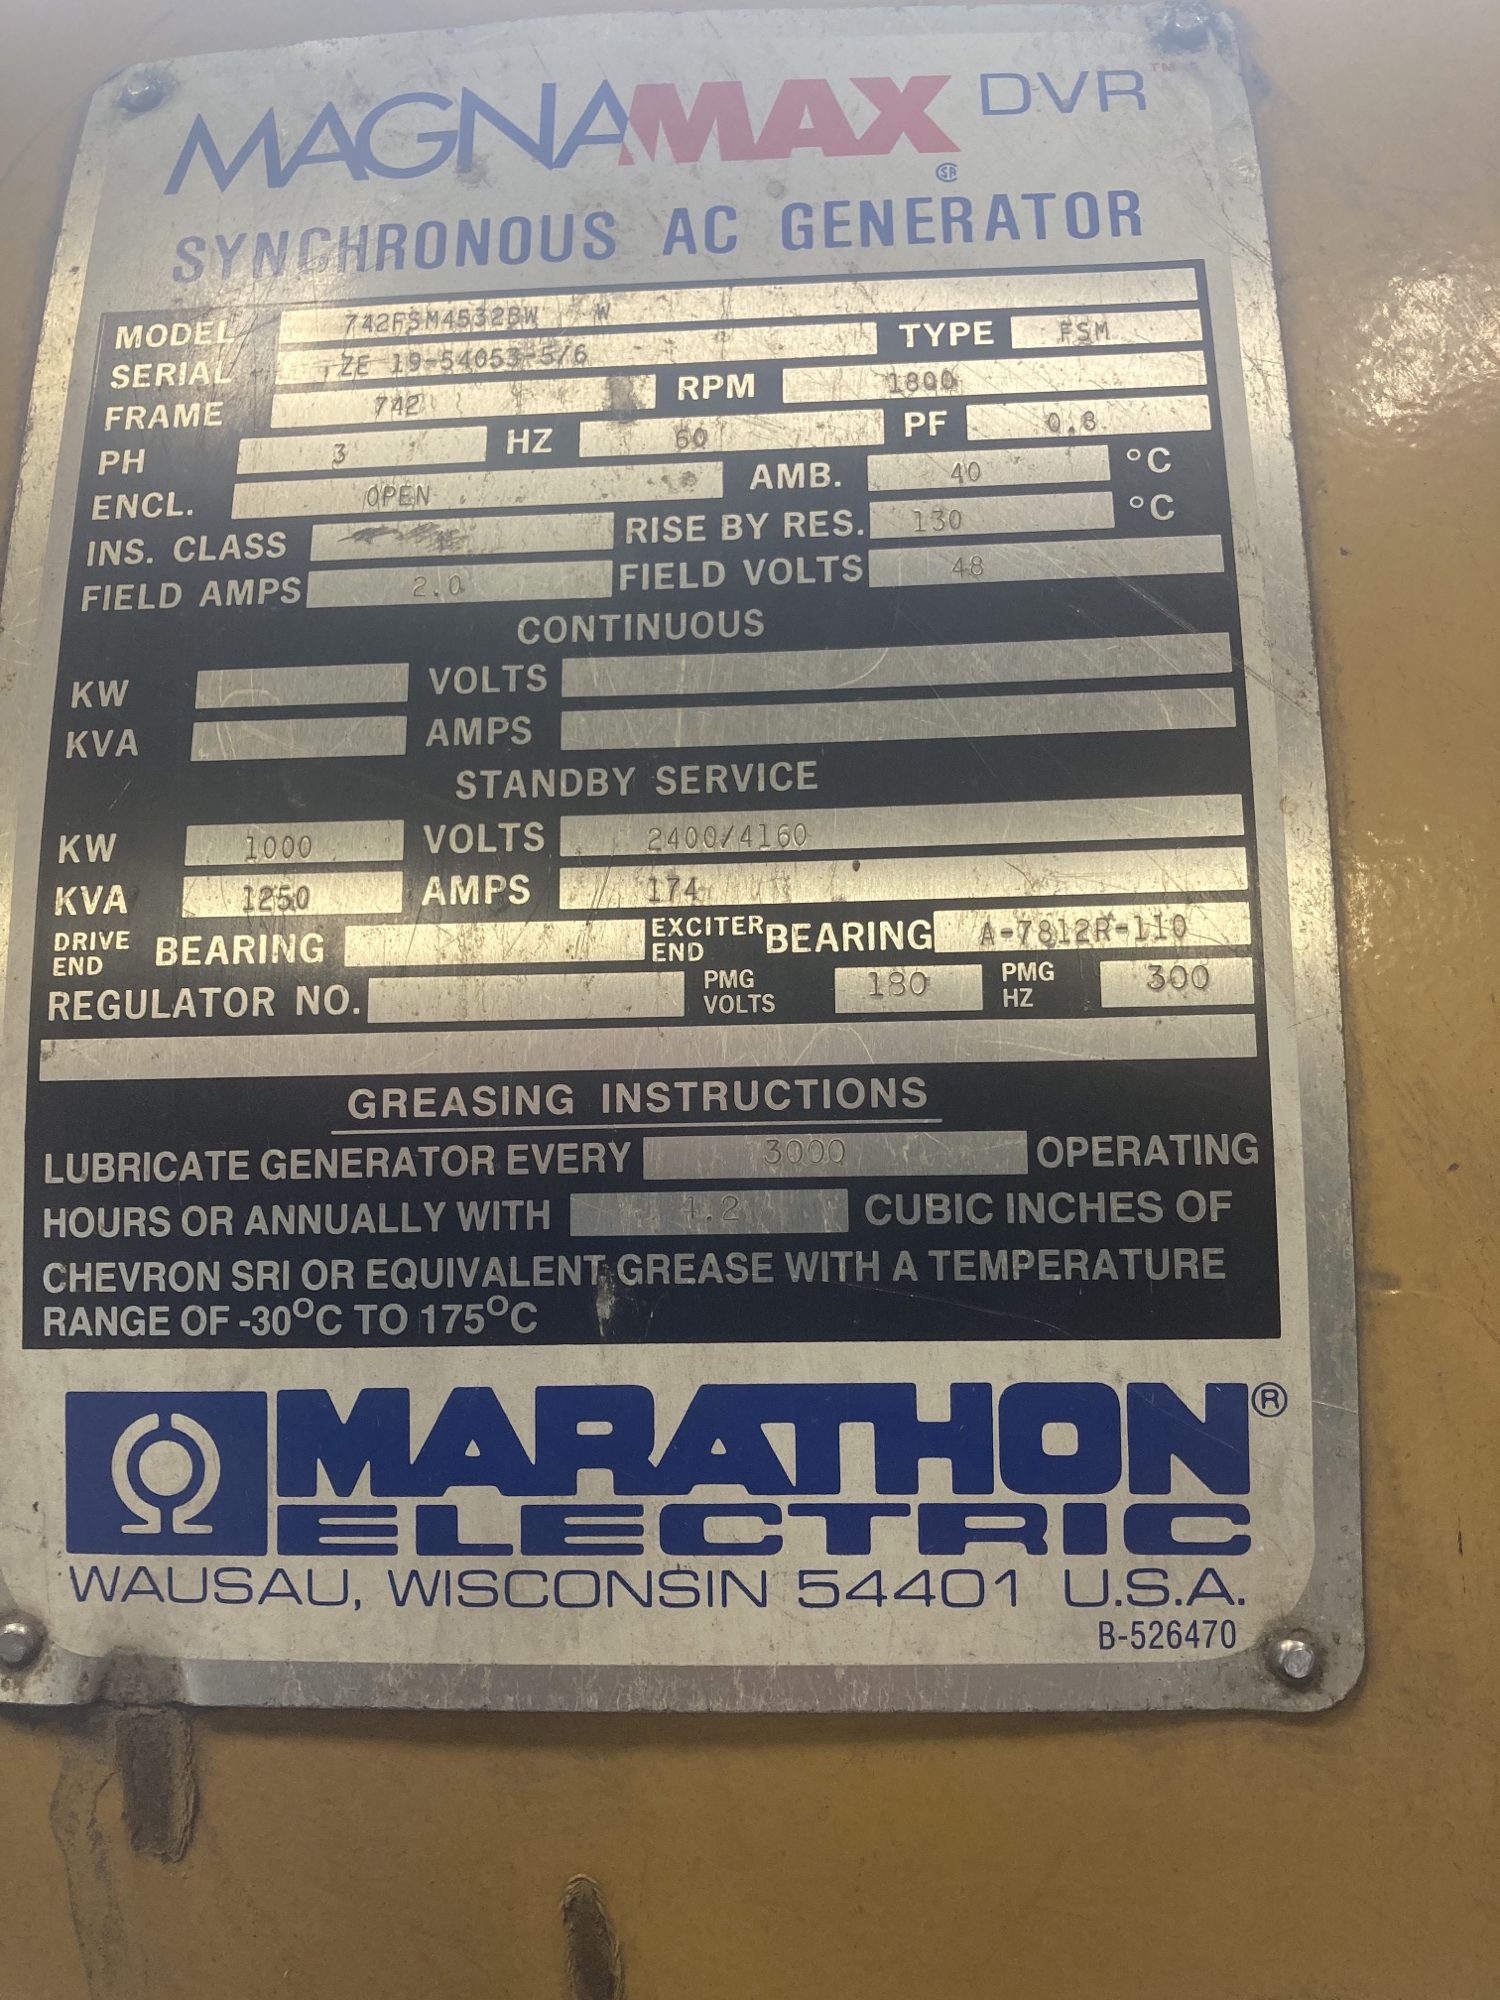 MAGNAMAX DVR™
SA
SYNCHRONOUS AC GENERATOR
MODEL 742FSM4532BW W
SERIAL ZE 19-54053-5/6 TYPE FSM
FRAME 742 RPM 1800
PH 3 HZ 60 PF 0.8
ENCL. OPEN AMB. 40 °C
INS. CLASS RISE BY RES. 130 °C
FIELD AMPS 2.0 FIELD VOLTS 48
CONTINUOUS
KW VOLTS
KVA AMPS
STANDBY SERVICE
KW 1000 VOLTS 2400/4160
KVA 1250 AMPS 174
DRIVE END BEARING EXCITER END BEARING A-7812R-110
REGULATOR NO. PMG VOLTS 180 PMG HZ 300
GREASING INSTRUCTIONS
LUBRICATE GENERATOR EVERY 3000 OPERATING
HOURS OR ANNUALLY WITH 1.2 CUBIC INCHES OF
CHEVRON SRI OR EQUIVALENT GREASE WITH A TEMPERATURE
RANGE OF -30°C TO 175°C
MARATHON®
ELECTRIC
WAUSAU, WISCONSIN 54401 U.S.A.
B-526470